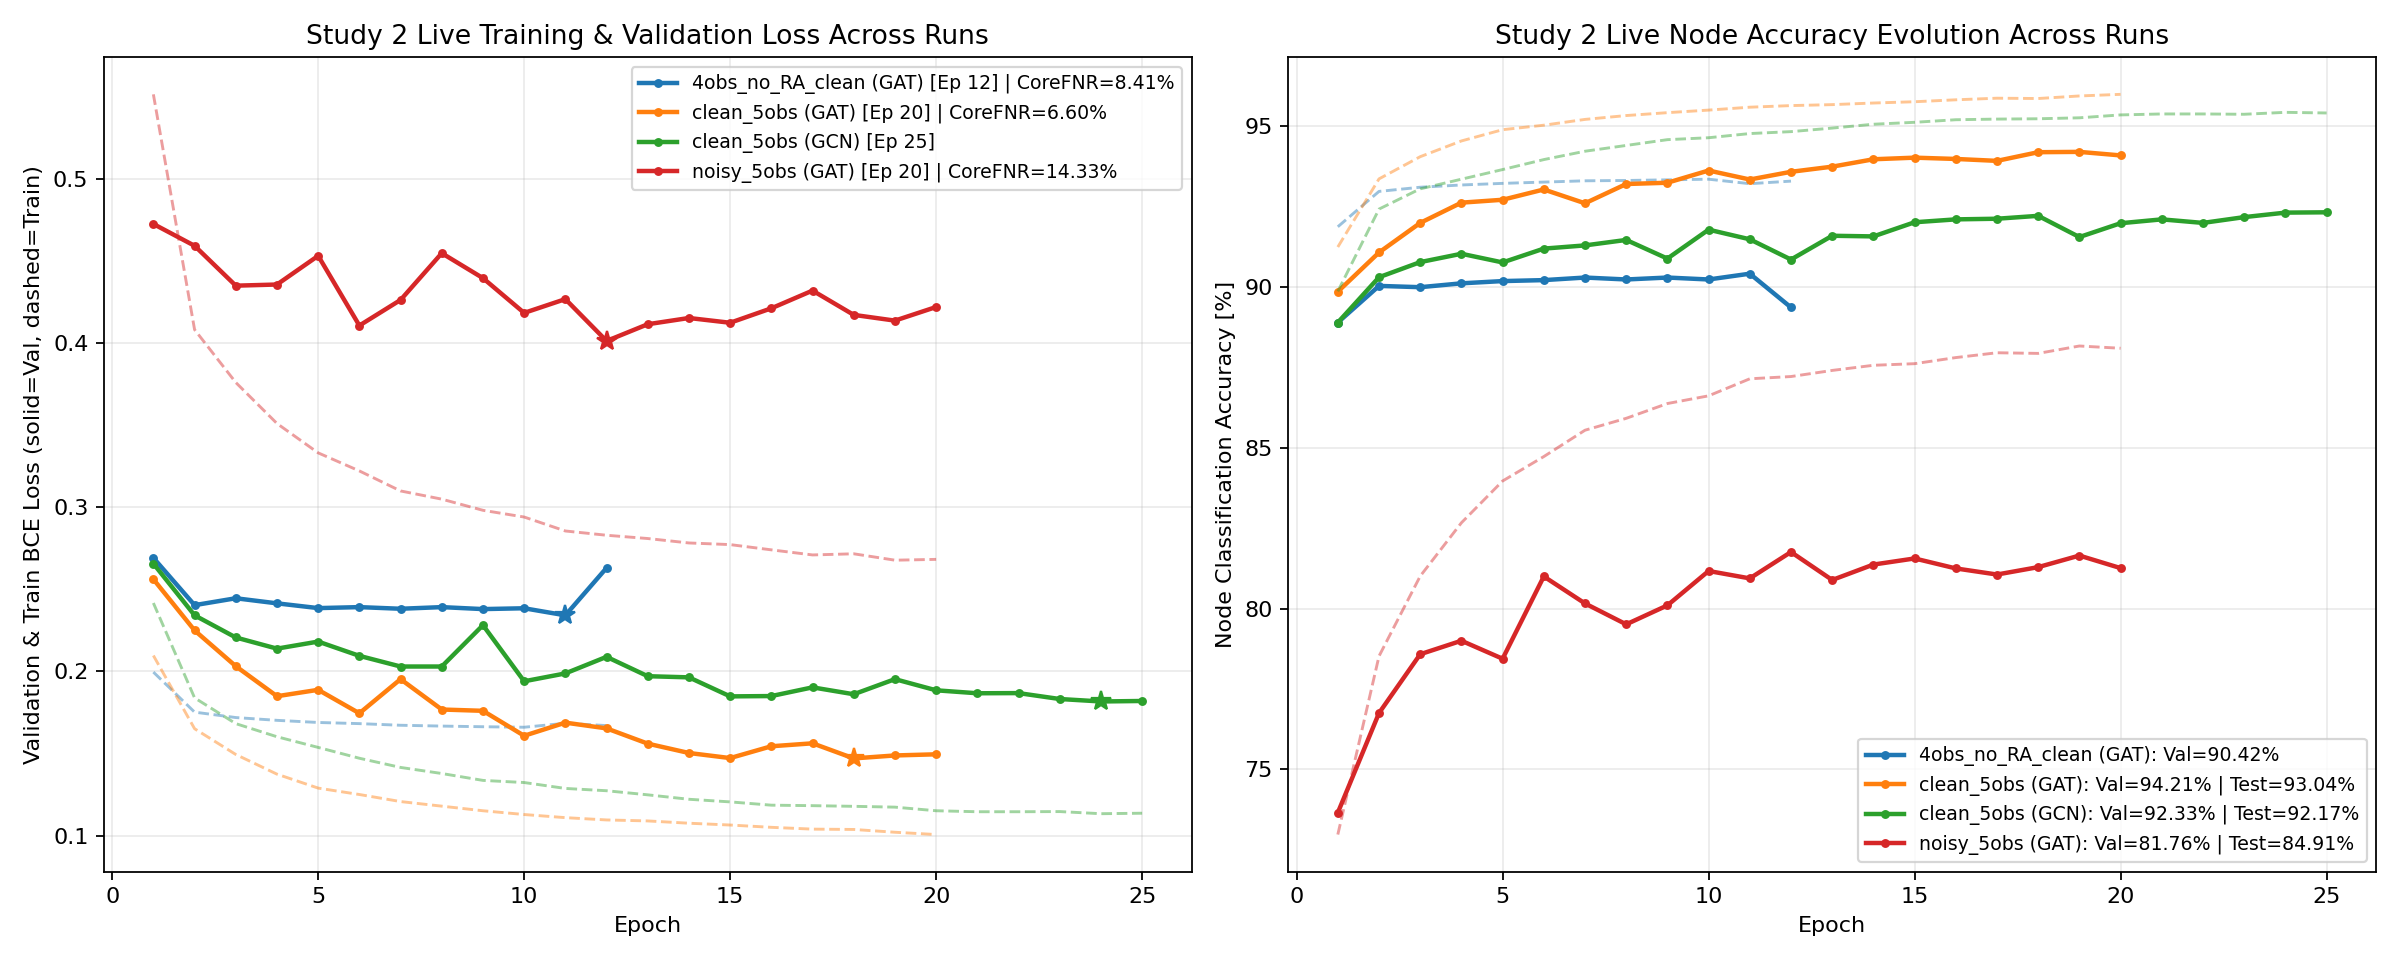 Study 2 Live Training & Validation Loss Across Runs
Validation & Train BCE Loss (solid=Val, dashed=Train)
4obs_no_RA_clean (GAT) [Ep 12] | CoreFNR=8.41%
clean_5obs (GAT) [Ep 20] | CoreFNR=6.60%
clean_5obs (GCN) [Ep 25]
noisy_5obs (GAT) [Ep 20] | CoreFNR=14.33%
0.5
0.4
0.3
0.2
0.1
0 5 10 15 20 25
Epoch
Study 2 Live Node Accuracy Evolution Across Runs
Node Classification Accuracy [%]
95
90
85
80
75
4obs_no_RA_clean (GAT): Val=90.42%
clean_5obs (GAT): Val=94.21% | Test=93.04%
clean_5obs (GCN): Val=92.33% | Test=92.17%
noisy_5obs (GAT): Val=81.76% | Test=84.91%
0 5 10 15 20 25
Epoch